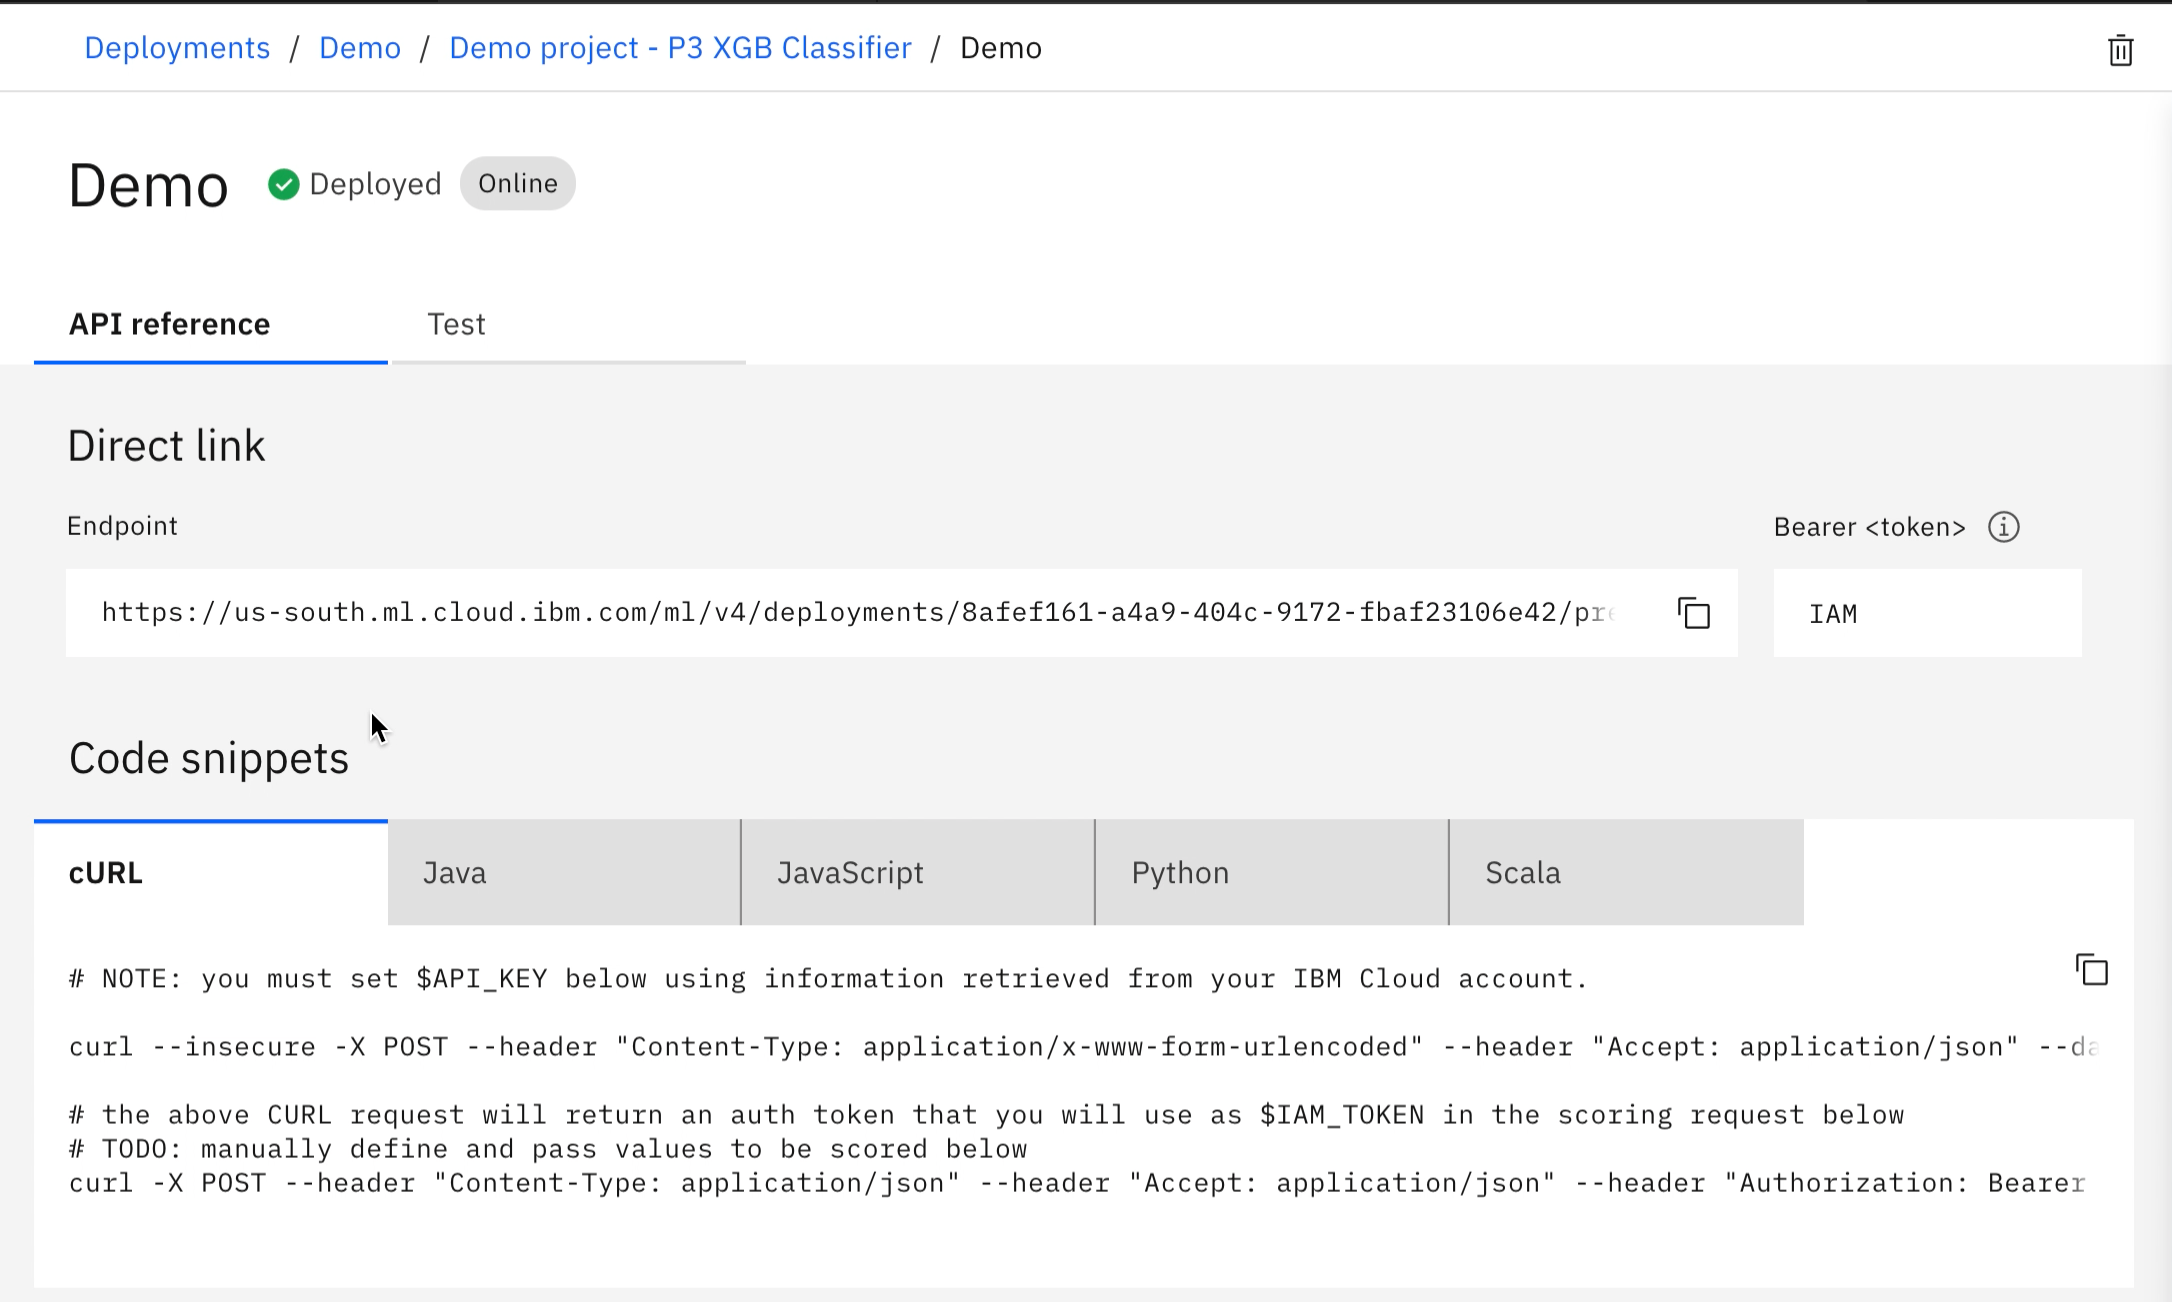 Deployments / Demo / Demo project - P3 XGB Classifier / Demo
Demo Deployed Online
API reference Test
Direct link
Endpoint Bearer <token>
https://us-south.ml.cloud.ibm.com/ml/v4/deployments/8afef161-a4a9-404c-9172-fbaf23106e42/pre IAM
Code snippets
cURL Java JavaScript Python Scala
# NOTE: you must set $API_KEY below using information retrieved from your IBM Cloud account.
curl --insecure -X POST --header "Content-Type: application/x-www-form-urlencoded" --header "Accept: application/json" --da
# the above CURL request will return an auth token that you will use as $IAM_TOKEN in the scoring request below
# TODO: manually define and pass values to be scored below
curl -X POST --header "Content-Type: application/json" --header "Accept: application/json" --header "Authorization: Bearer